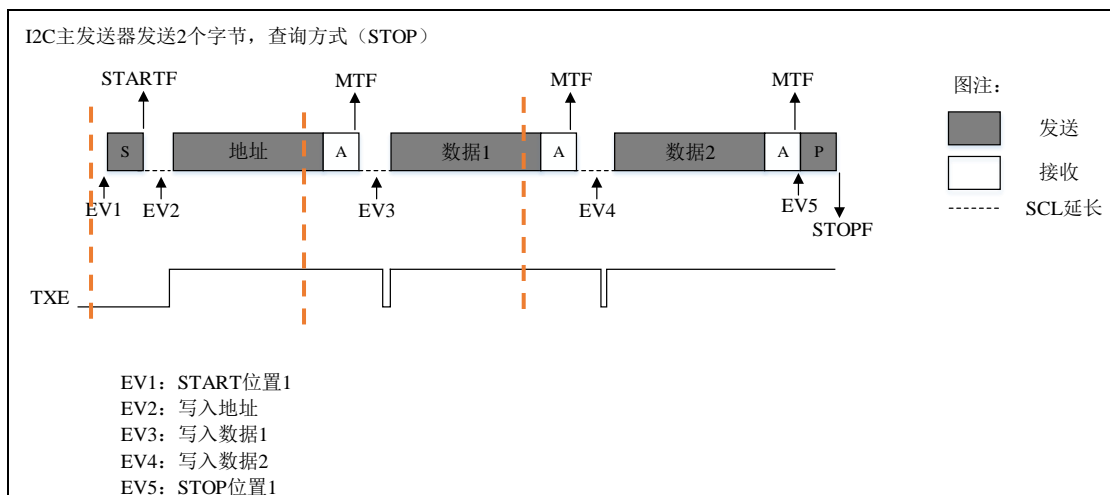 I2C主发送器发送2个字节，查询方式（STOP）
STARTF MTF MTF MTF 图注：
S 地址 A 数据1 A 数据2 A P 发送
接收
EV1 EV2 EV3 EV4 EV5 SCL延长
STOPF
TXE
EV1：START位置1
EV2：写入地址
EV3：写入数据1
EV4：写入数据2
EV5：STOP位置1